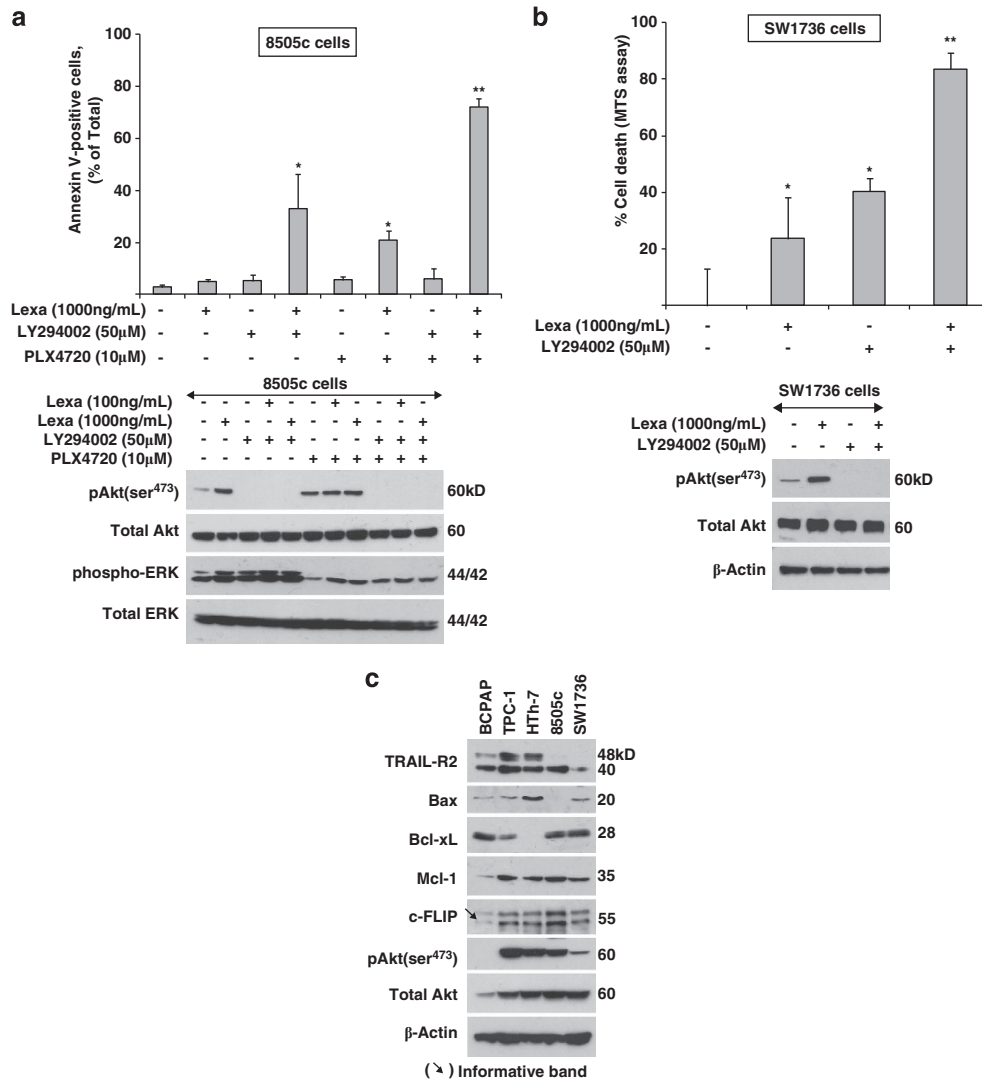 a
8505c cells
Annexin V-positive cells,
(% of Total)
100
80
60
40
20
* * **
Lexa (1000ng/mL) - + - + - + - +
LY294002 (50μM) - - + + - - + +
PLX4720 (10μM) - - - - + + + +
8505c cells
Lexa (100ng/mL) - - - + - - + - - + -
Lexa (1000ng/mL) - + - - + - - + - - +
LY294002 (50μM) - - + + + - - - + + +
PLX4720 (10μM) - - - - - + + + + + +
pAkt(ser473) 60kD
Total Akt 60
phospho-ERK 44/42
Total ERK 44/42
b
SW1736 cells
% Cell death (MTS assay)
100
80
60
40
20
* * **
Lexa (1000ng/mL) - + - +
LY294002 (50μM) - - + +
SW1736 cells
Lexa (1000ng/mL) - + - +
LY294002 (50μM) - - + +
pAkt(ser473) 60kD
Total Akt 60
β-Actin
c
BCPAP TPC-1 HTh-7 8505c SW1736
TRAIL-R2 48kD
40
Bax 20
Bcl-xL 28
Mcl-1 35
c-FLIP 55
pAkt(ser473) 60
Total Akt 60
β-Actin
(↘) Informative band